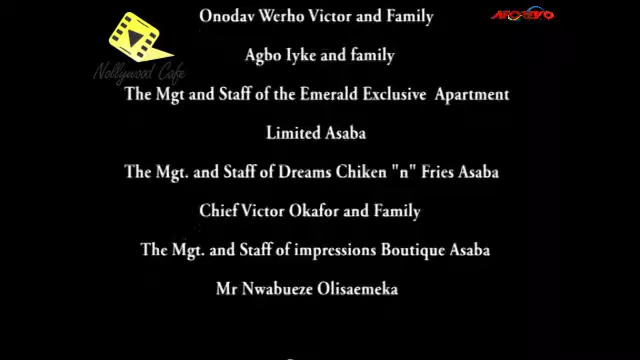 Onodav Werho Victor and Family
Agbo Iyke and family
Nollywood Cafe
The Mgt and Staff of the Emerald Exclusive Apartment
Limited Asaba
The Mgt. and Staff of Dreams Chiken "n" Fries Asaba
Chief Victor Okafor and Family
The Mgt. and Staff of impressions Boutique Asaba
Mr Nwabueze Olisaemeka